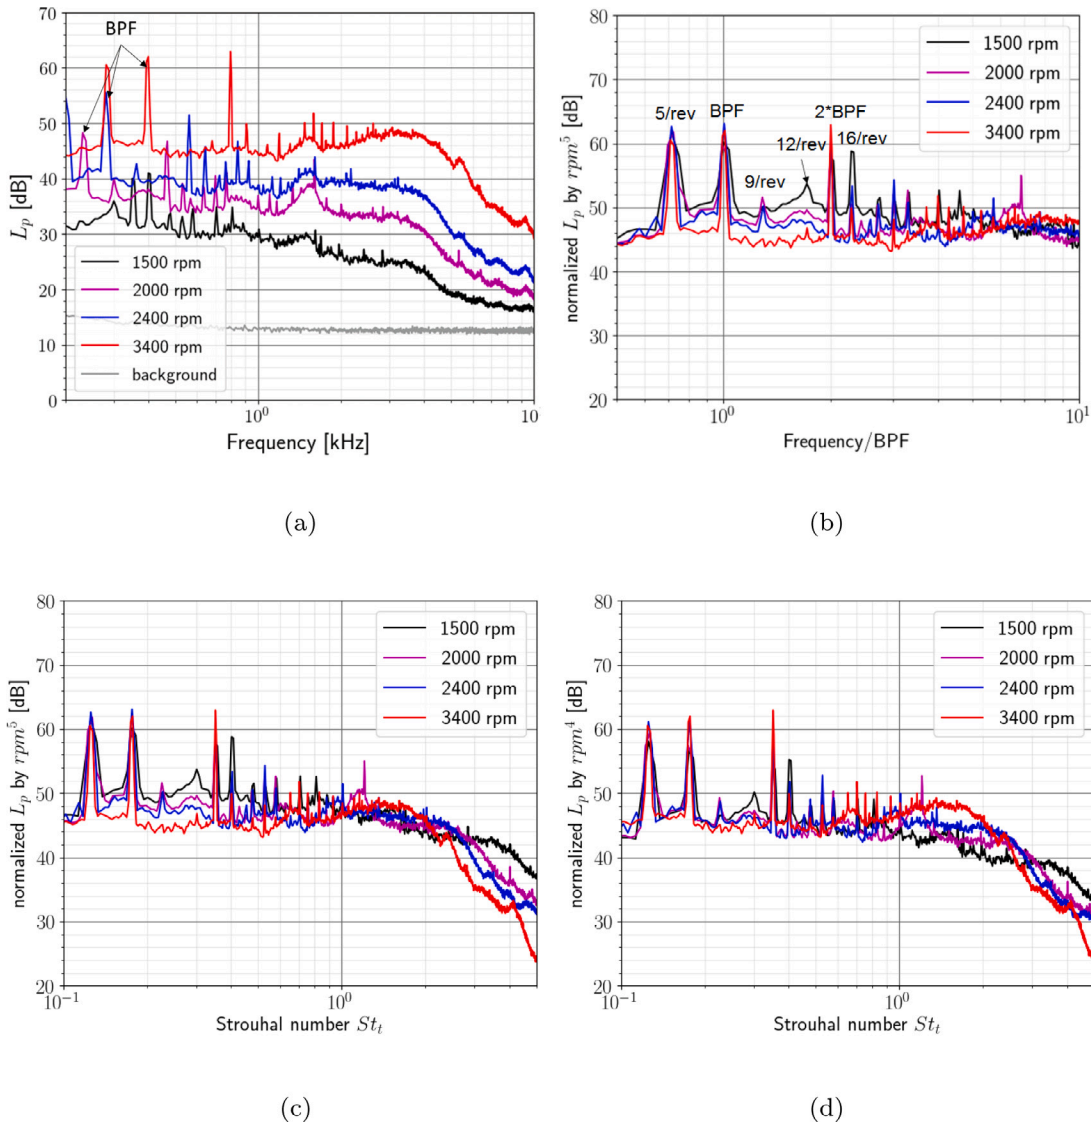 70
60
50
40
30
20
10
0
L_p [dB]
BPF
1500 rpm
2000 rpm
2400 rpm
3400 rpm
background
10^0
10
Frequency [kHz]
(a)
80
70
60
50
40
30
20
normalized L_p by rpm^5 [dB]
1500 rpm
2000 rpm
2400 rpm
3400 rpm
5/rev BPF 2*BPF
12/rev 16/rev
9/rev
10^0
10^1
Frequency/BPF
(b)
80
70
60
50
40
30
20
normalized L_p by rpm^5 [dB]
1500 rpm
2000 rpm
2400 rpm
3400 rpm
10^-1
10^0
Strouhal number St_t
(c)
80
70
60
50
40
30
20
normalized L_p by rpm^4 [dB]
1500 rpm
2000 rpm
2400 rpm
3400 rpm
10^-1
10^0
Strouhal number St_t
(d)